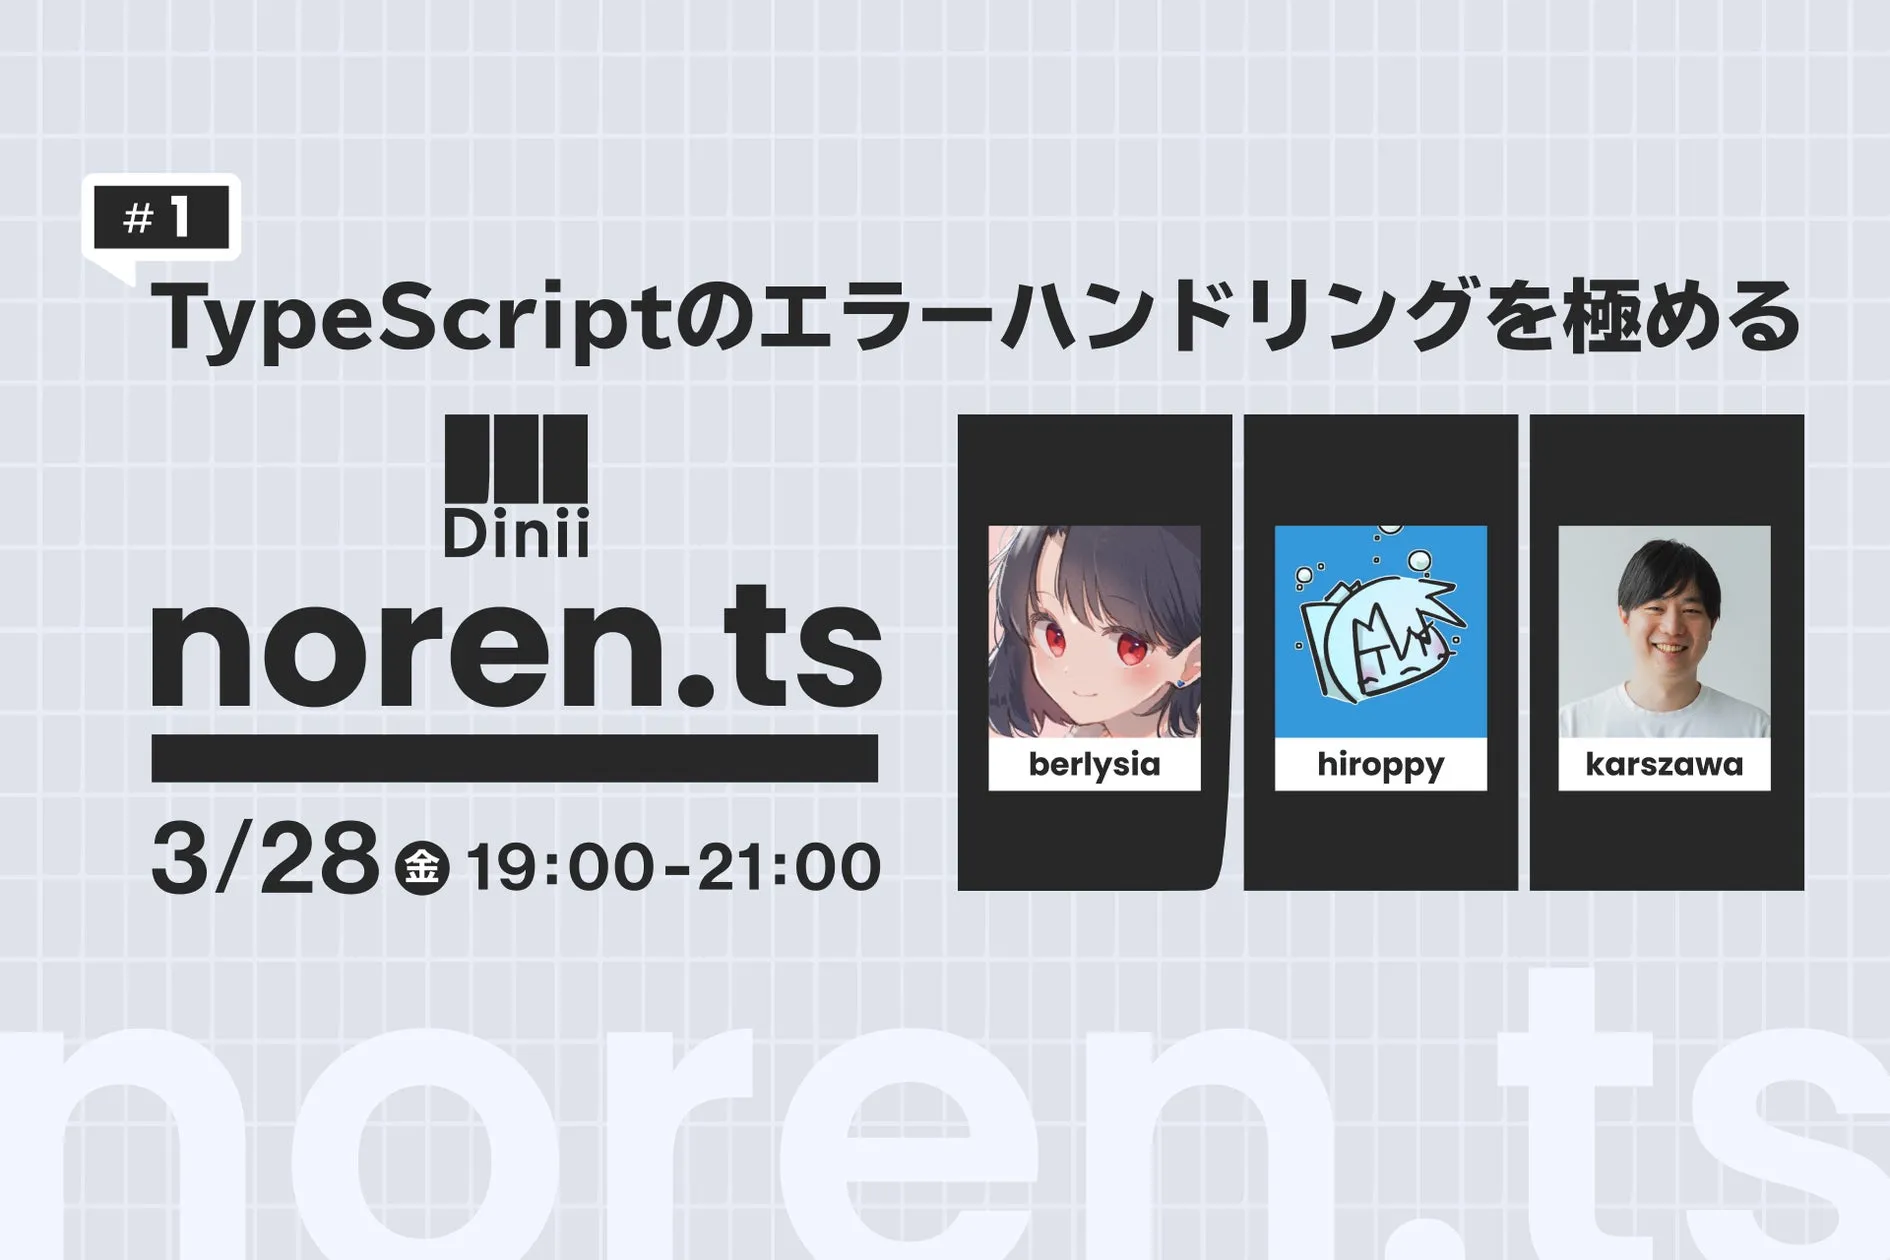 # 1
TypeScriptのエラーハンドリングを極める
Dinii
noren.ts
3/28 金 19:00-21:00
berlysia
hiroppy
karszawa
noren.ts